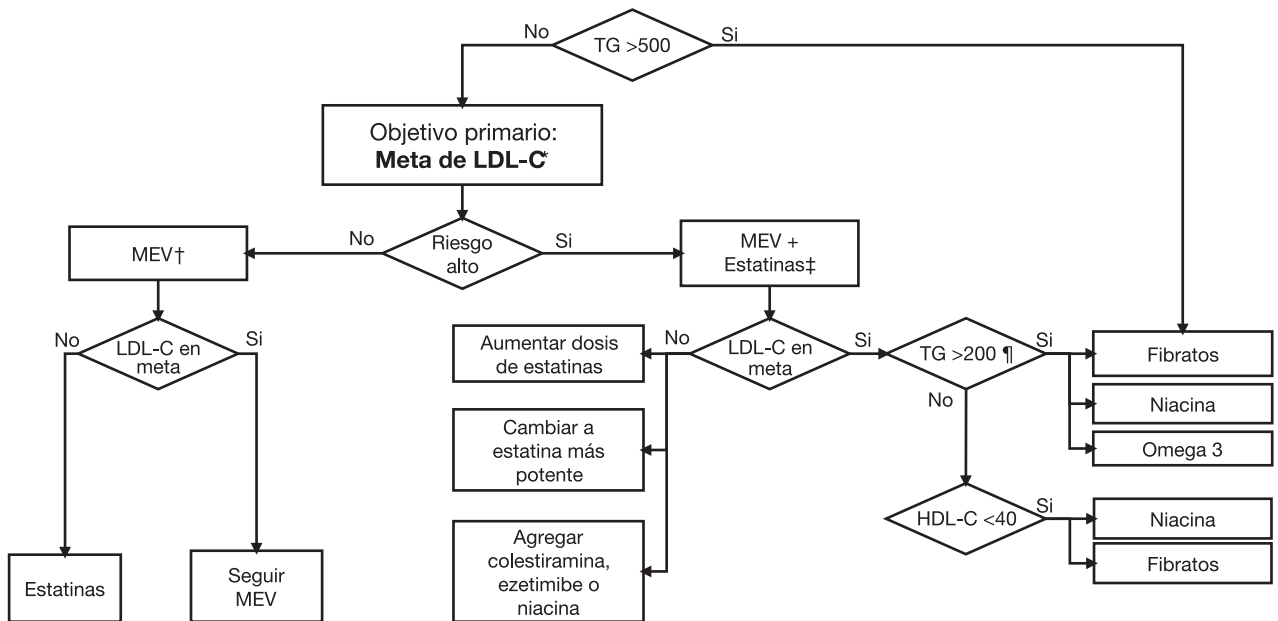 No
TG >500
Si
Objetivo primario:
Meta de LDL-C*
MEV†
No
Riesgo
alto
Si
MEV +
Estatinas‡
No
LDL-C en
meta
Si
Aumentar dosis
de estatinas
No
LDL-C en
meta
Si
TG >200 ¶
Si
Fibratos
No
Niacina
Cambiar a
estatina más
potente
Omega 3
HDL-C <40
Si
Niacina
Fibratos
Agregar
colestiramina,
ezetimibe o
niacina
Estatinas
Seguir
MEV